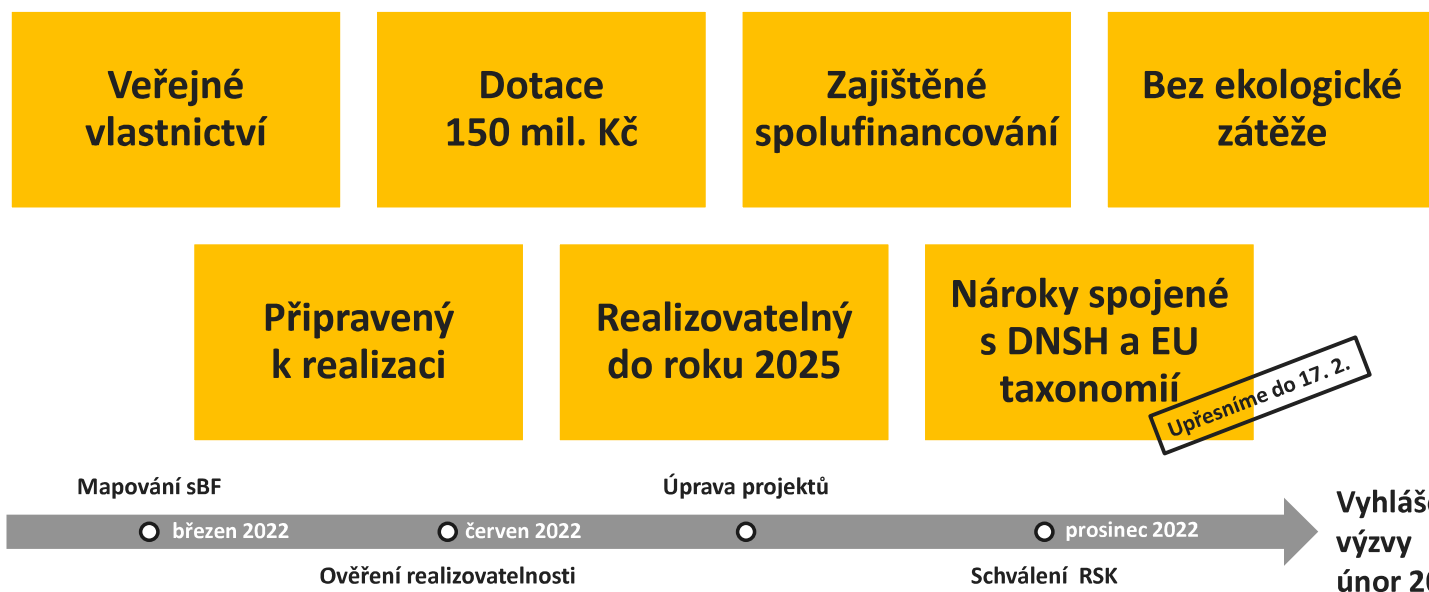 Veřejné
vlastnictví
Dotace
150 mil. Kč
Zajištěné
spolufinancování
Bez ekologické
zátěže
Připravený
k realizaci
Realizovatelný
do roku 2025
Nároky spojené
s DNSH a EU
taxonomií
Upřesníme do 17. 2.
Mapování sBF
Úprava projektů
březen 2022
červen 2022
prosinec 2022
Ověření realizovatelnosti
Schválení RSK
výzvy
únor